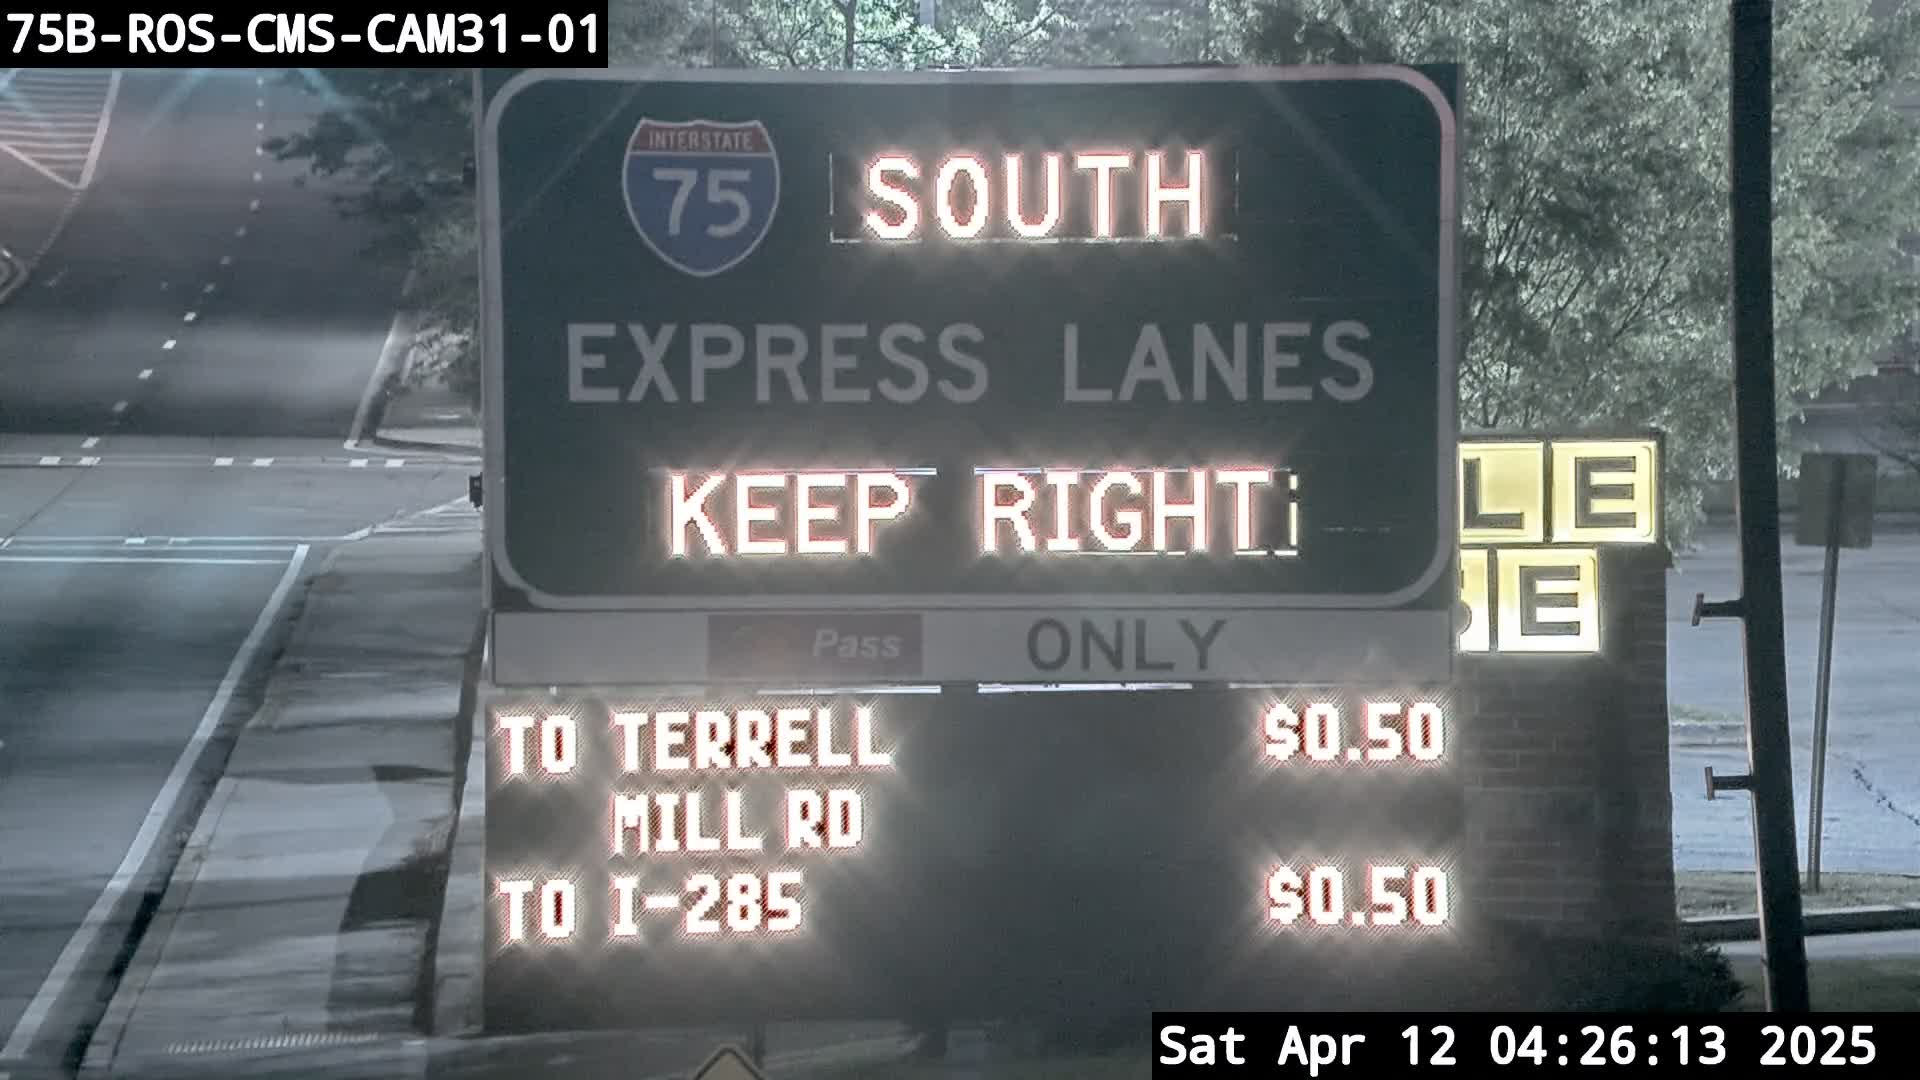 75B-ROS-CMS-CAM31-01
INTERSTATE
75
SOUTH
EXPRESS LANES
KEEP RIGHT
Pass ONLY
TO TERRELL $0.50
MILL RD
TO I-285 $0.50
LE
E
Sat Apr 12 04:26:13 2025